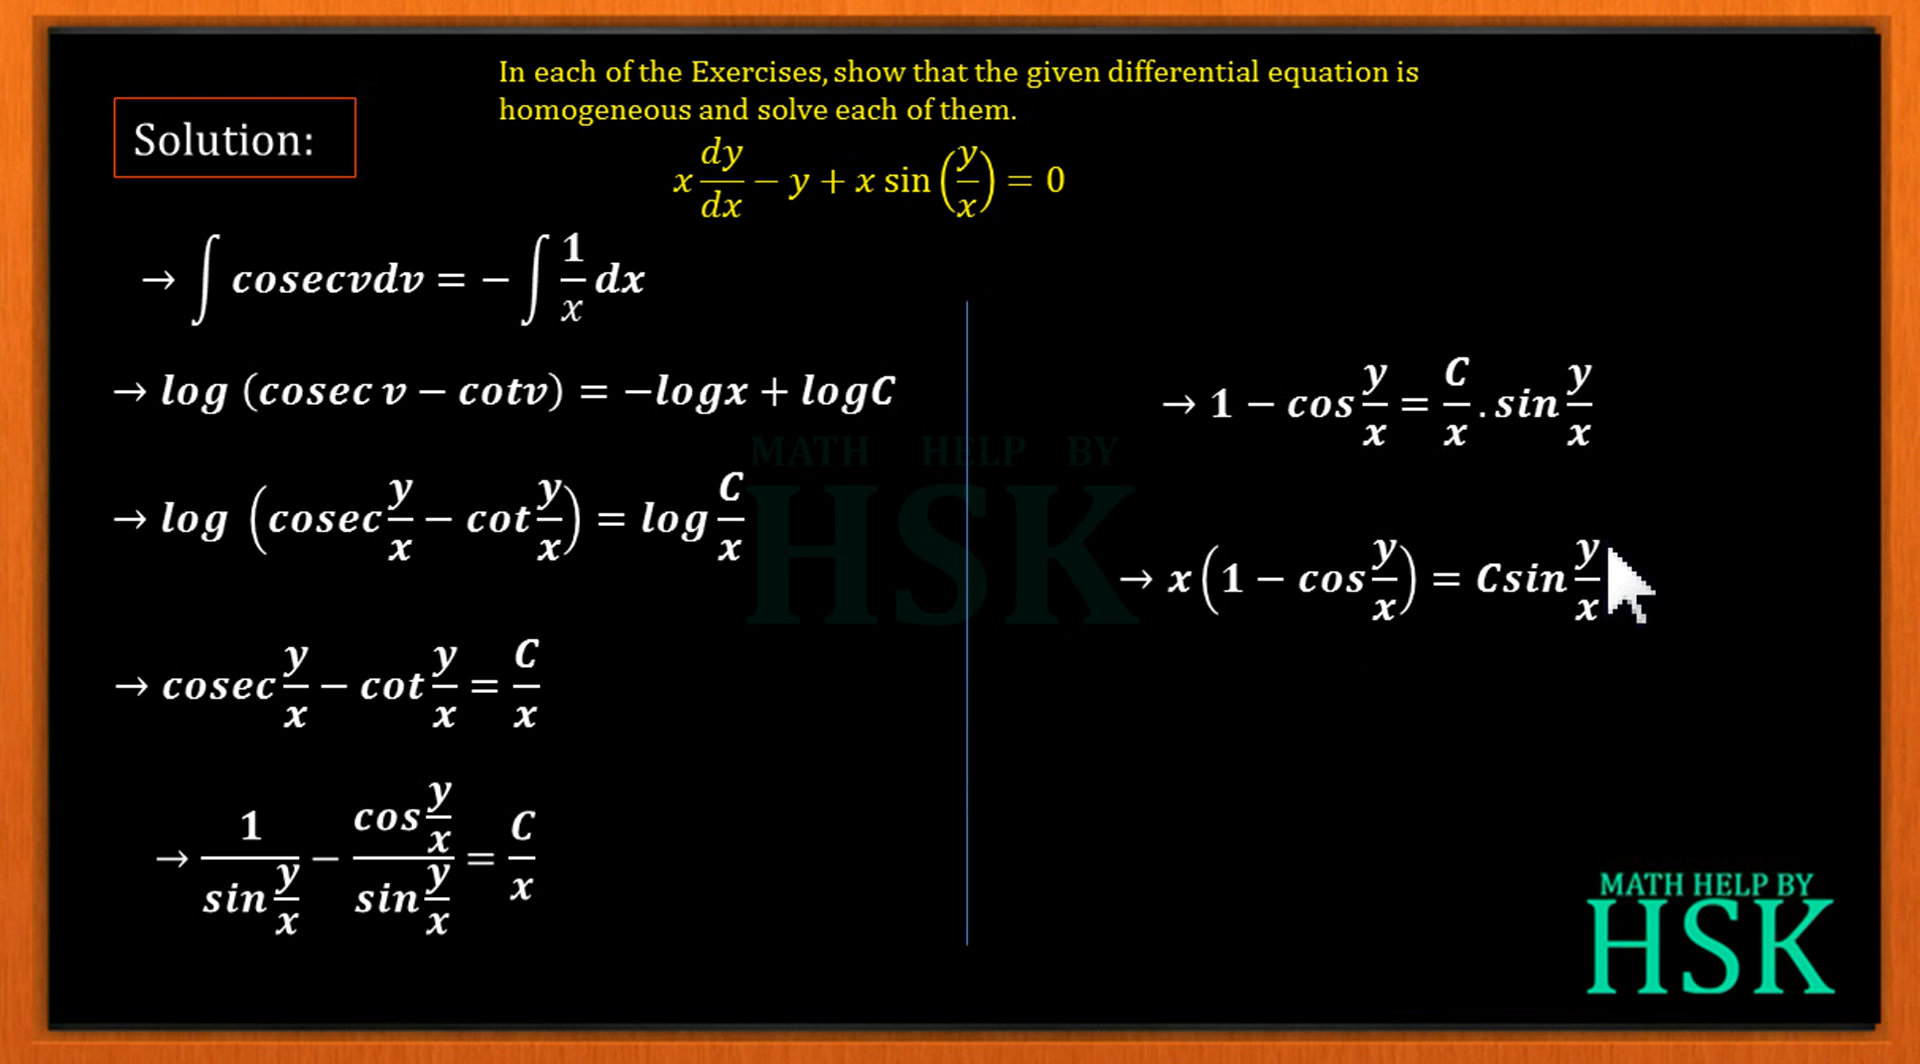 In each of the Exercises, show that the given differential equation is
homogeneous and solve each of them.
Solution:
x dy/dx − y + x sin(y/x) = 0
→ ∫ cosecvdv = − ∫ 1/x dx
→ log (cosec v − cotv) = −logx + logC
→ log (cosec y/x − cot y/x) = log C/x
→ cosec y/x − cot y/x = C/x
→ 1/(sin y/x) − (cos y/x)/(sin y/x) = C/x
→ 1 − cos y/x = C/x . sin y/x
→ x(1 − cos y/x) = Csin y/x
MATH HELP BY
HSK
MATH HELP BY
HSK